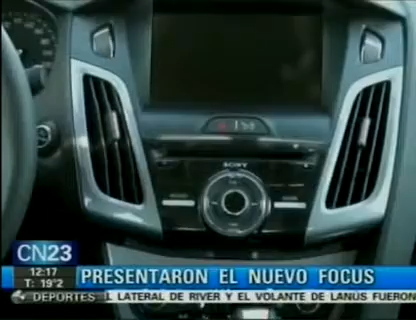 SONY
CN23
12:17
T: 19°2
PRESENTARON EL NUEVO FOCUS
DEPORTES
L LATERAL DE RIVER Y EL VOLANTE DE LANUS FUERON